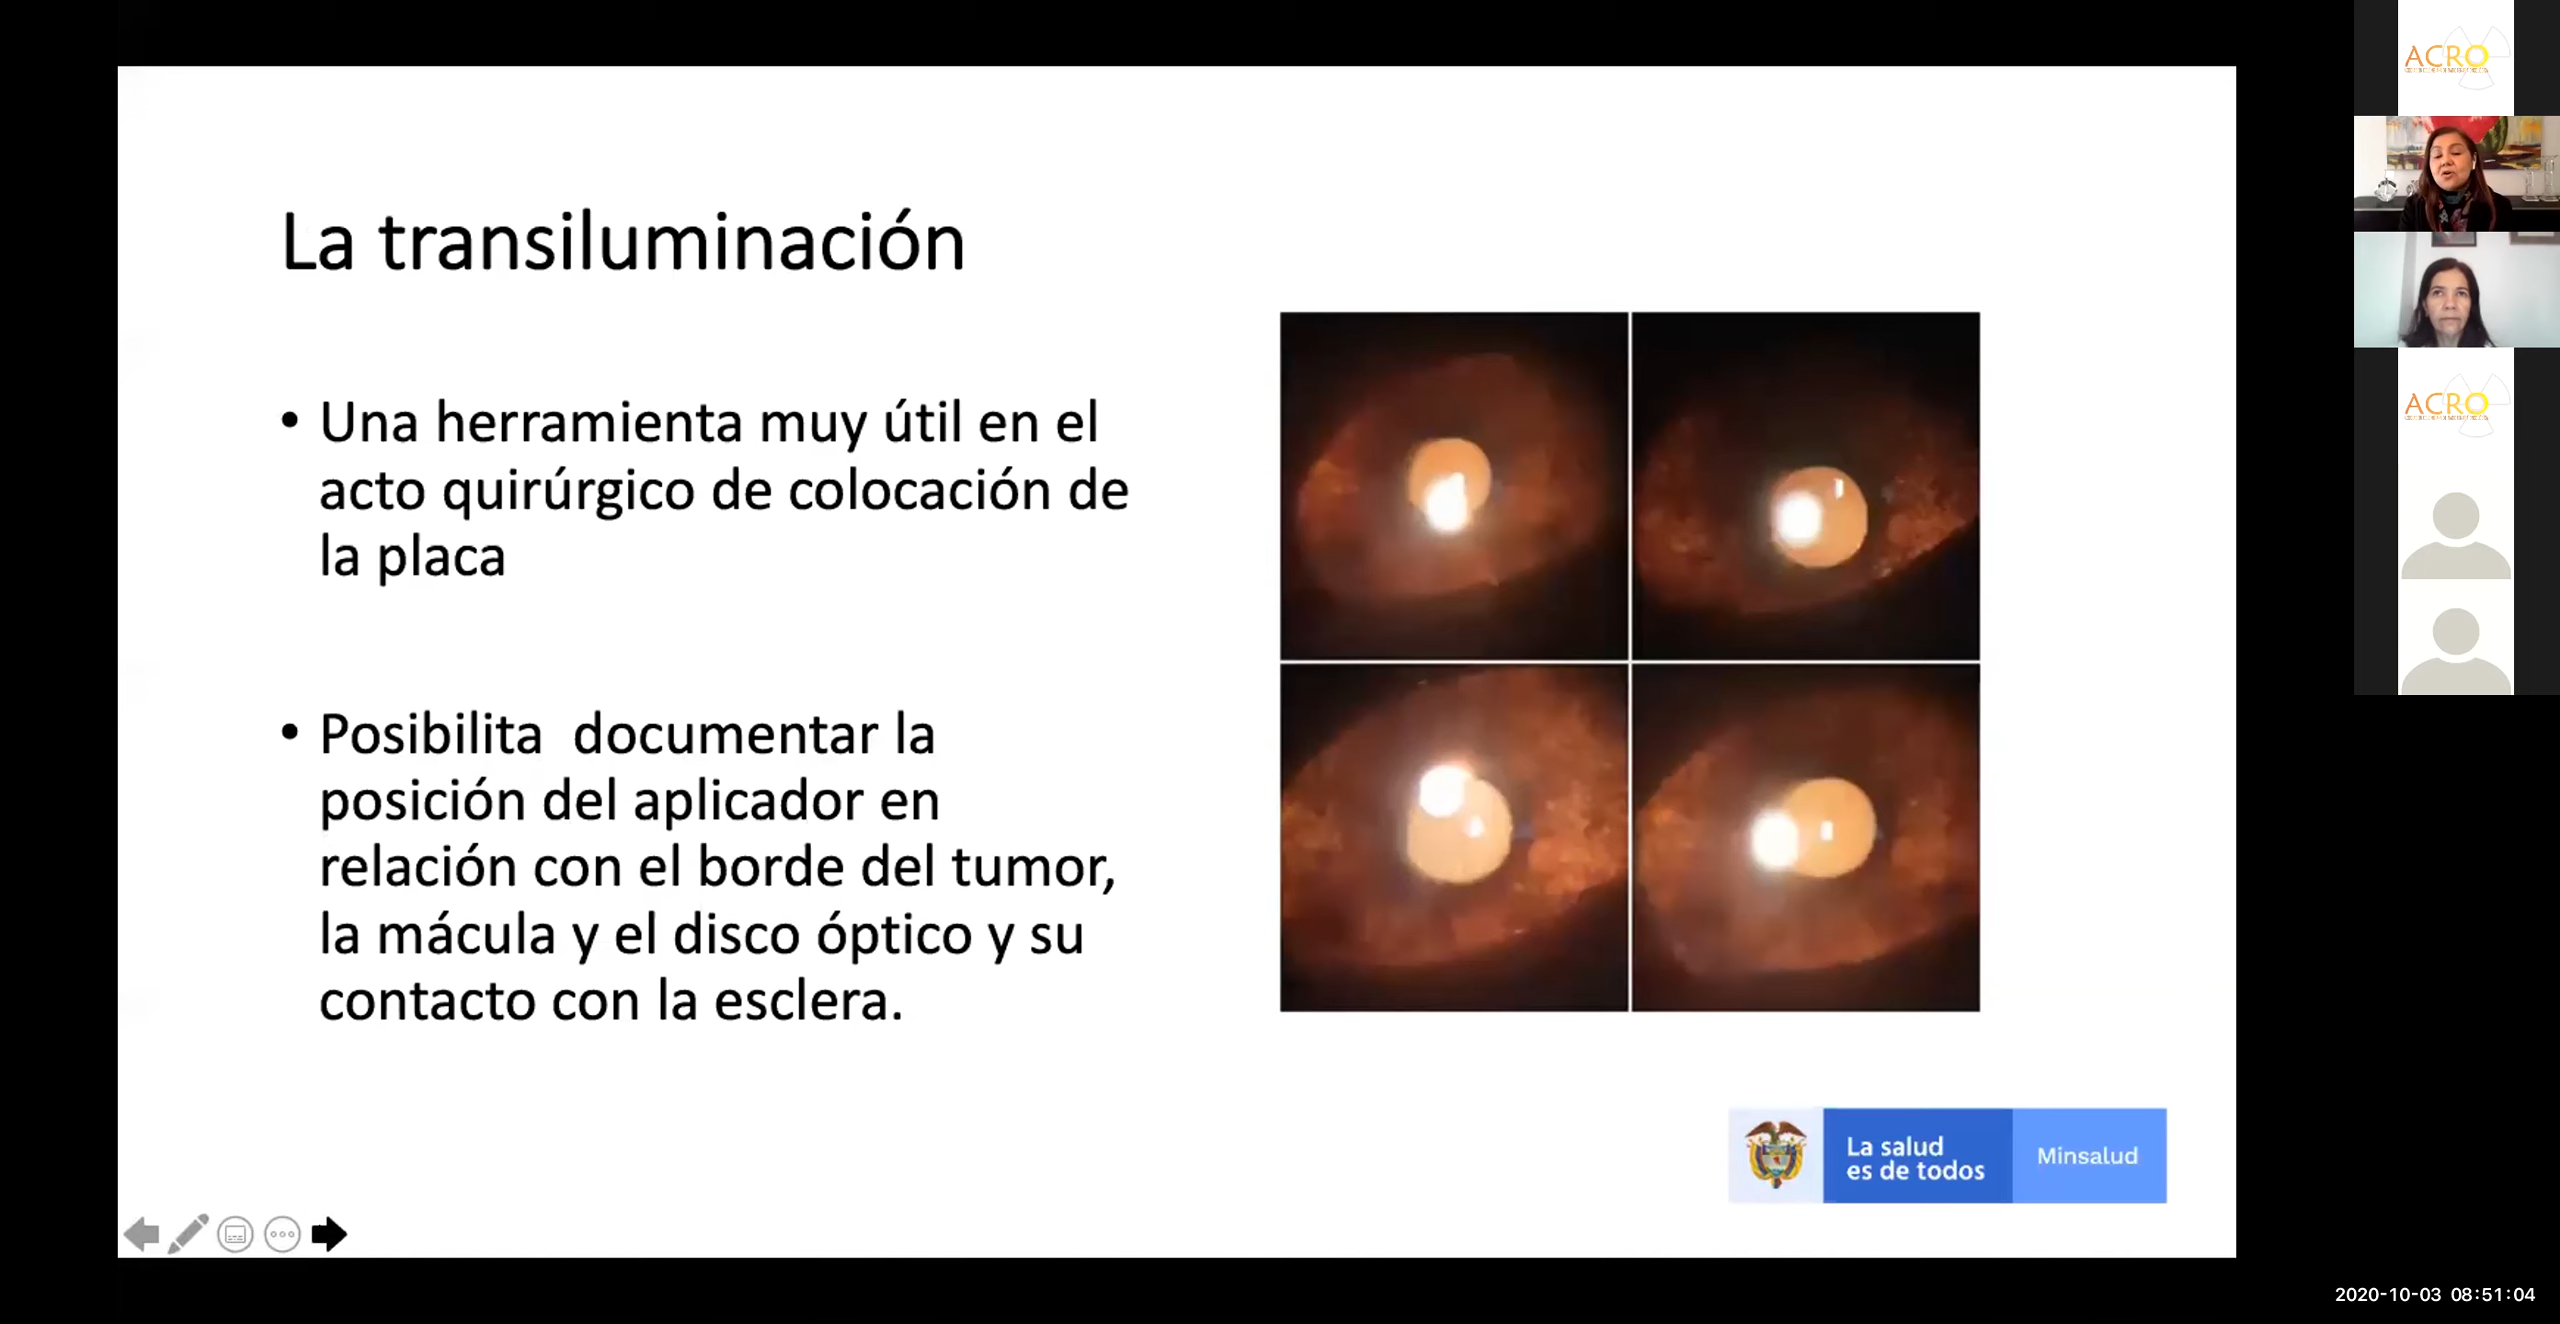 La transiluminación
• Una herramienta muy útil en el
acto quirúrgico de colocación de
la placa
• Posibilita  documentar la
posición del aplicador en
relación con el borde del tumor,
la mácula y el disco óptico y su
contacto con la esclera.
La salud
es de todos
Minsalud
ACRO
ACRO
2020-10-03 08:51:04